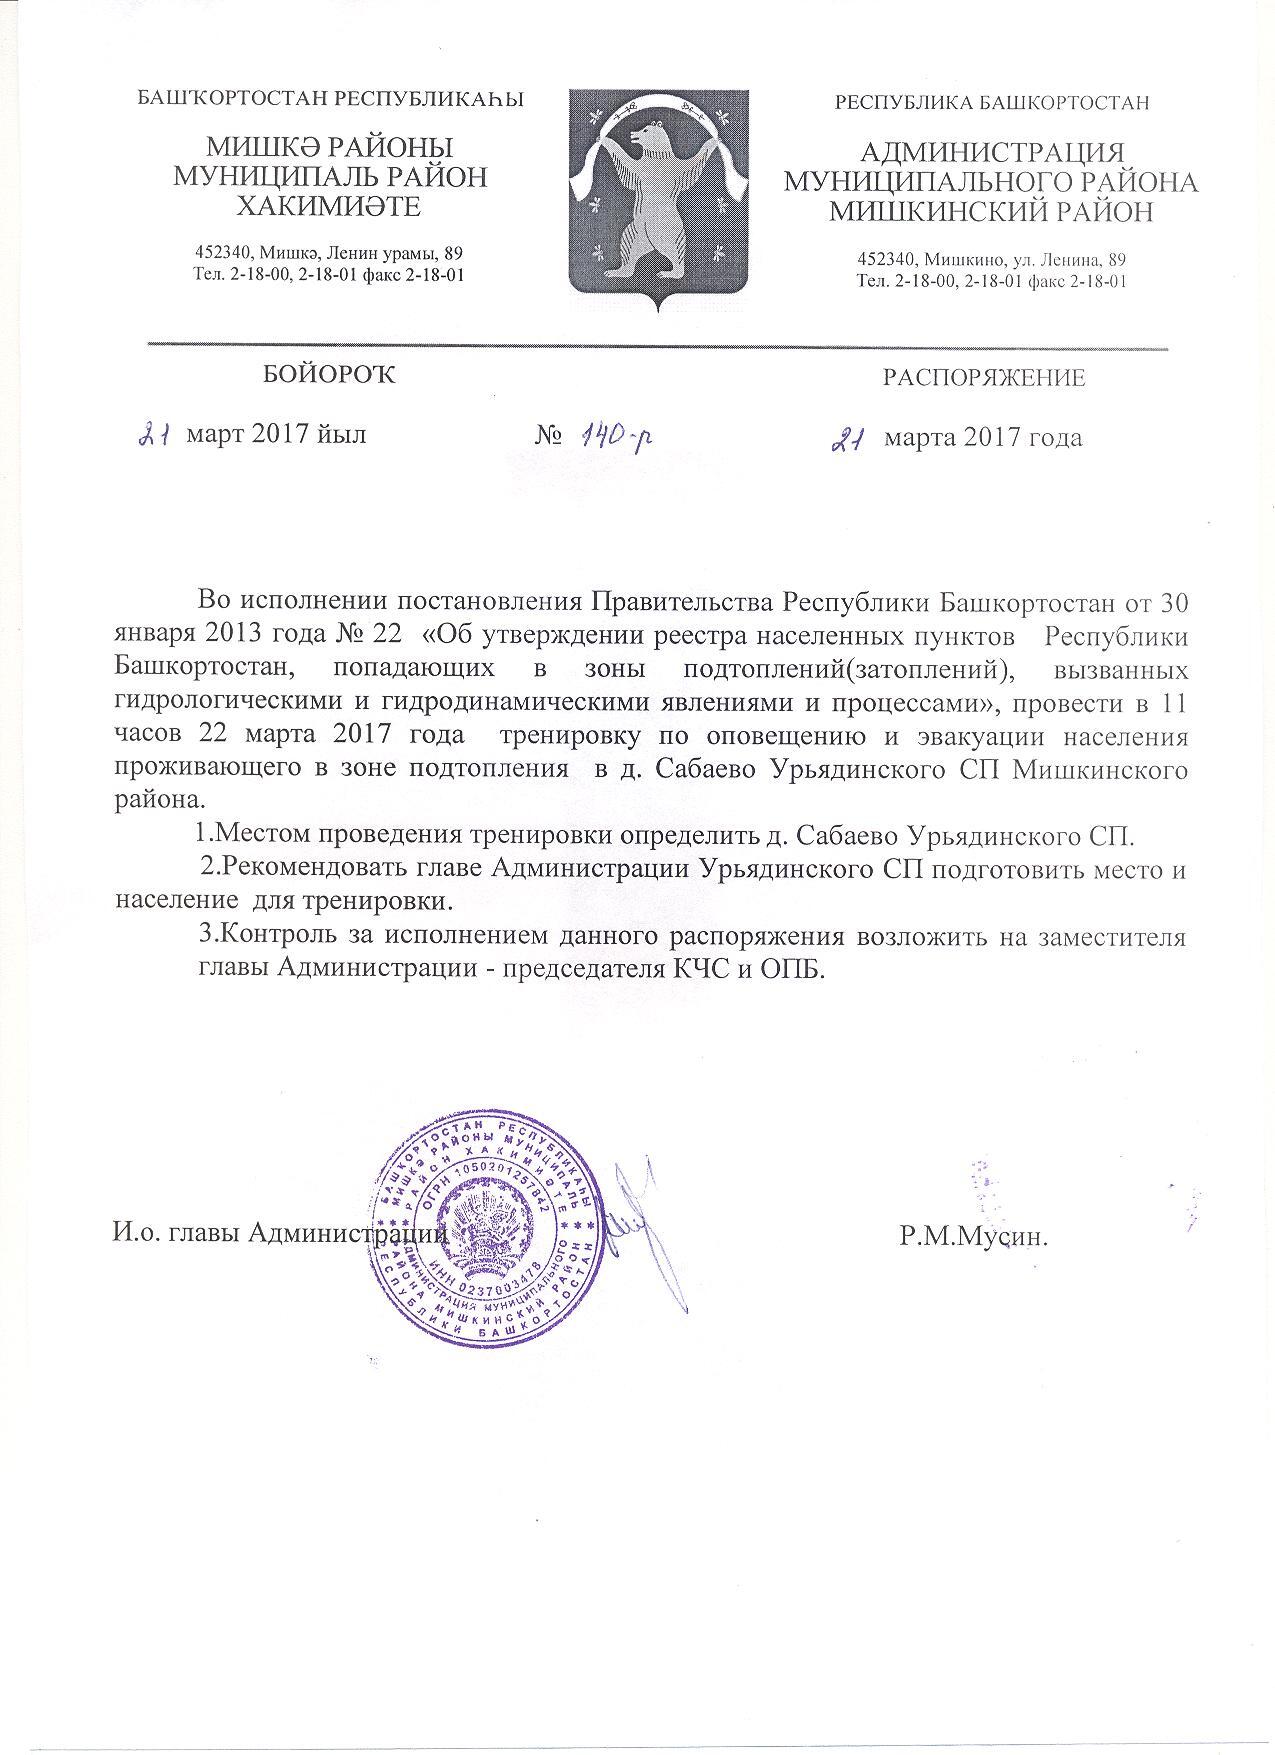 БАШҠОРТОСТАН РЕСПУБЛИКАҺЫ
МИШКӘ РАЙОНЫ
МУНИЦИПАЛЬ РАЙОН
ХАКИМИӘТЕ
452340, Мишкә, Ленин урамы, 89
Тел. 2-18-00, 2-18-01 факс 2-18-01
РЕСПУБЛИКА БАШКОРТОСТАН
АДМИНИСТРАЦИЯ
МУНИЦИПАЛЬНОГО РАЙОНА
МИШКИНСКИЙ РАЙОН
452340, Мишкино, ул. Ленина, 89
Тел. 2-18-00, 2-18-01 факс 2-18-01
БОЙОРОҠ
РАСПОРЯЖЕНИЕ
21 март 2017 йыл № 140-р 21 марта 2017 года
Во исполнении постановления Правительства Республики Башкортостан от 30
января 2013 года № 22 «Об утверждении реестра населенных пунктов Республики
Башкортостан, попадающих в зоны подтоплений(затоплений), вызванных
гидрологическими и гидродинамическими явлениями и процессами», провести в 11
часов 22 марта 2017 года тренировку по оповещению и эвакуации населения
проживающего в зоне подтопления в д. Сабаево Урьядинского СП Мишкинского
района.
1.Местом проведения тренировки определить д. Сабаево Урьядинского СП.
2.Рекомендовать главе Администрации Урьядинского СП подготовить место и
население для тренировки.
3.Контроль за исполнением данного распоряжения возложить на заместителя
главы Администрации - председателя КЧС и ОПБ.
И.о. главы Администрации Р.М.Мусин.
БАШКОРТОСТАН РЕСПУБЛИКАҺЫ
МИШКӘ РАЙОНЫ МУНИЦИПАЛЬ
РАЙОН ХАКИМИӘТЕ
ОГРН 1050201257842
ИНН 0237003478
АДМИНИСТРАЦИЯ МУНИЦИПАЛЬНОГО
РАЙОНА МИШКИНСКИЙ РАЙОН
РЕСПУБЛИКИ БАШКОРТОСТАН